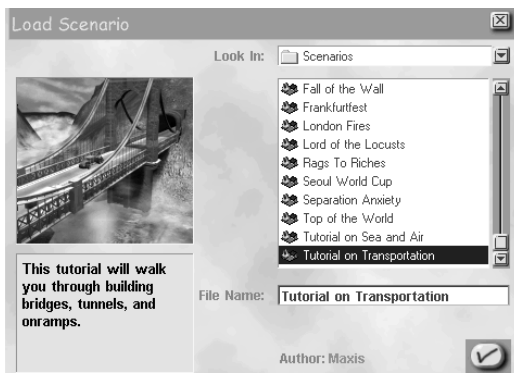 Load Scenario
Look In: Scenarios
Fall of the Wall
Frankfurtfest
London Fires
Lord of the Locusts
Rags To Riches
Seoul World Cup
Separation Anxiety
Top of the World
Tutorial on Sea and Air
Tutorial on Transportation
This tutorial will walk
you through building
bridges, tunnels, and
onramps.
File Name: Tutorial on Transportation
Author: Maxis